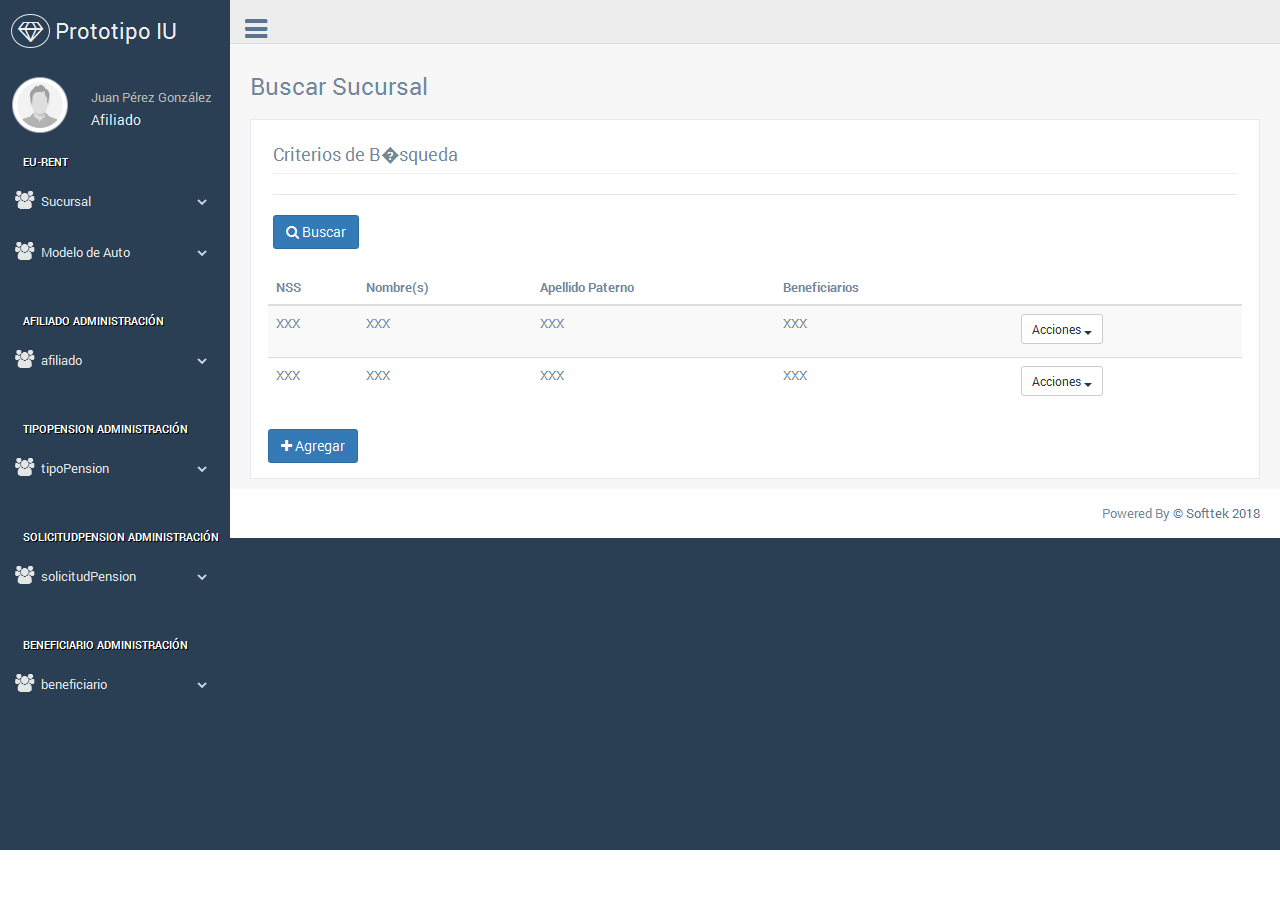 Prototipo IU
Juan Pérez González
Afiliado
EU-RENT
Sucursal
Modelo de Auto
AFILIADO ADMINISTRACIÓN
afiliado
TIPOPENSION ADMINISTRACIÓN
tipoPension
SOLICITUDPENSION ADMINISTRACIÓN
solicitudPension
BENEFICIARIO ADMINISTRACIÓN
beneficiario
Buscar Sucursal
Criterios de B�squeda
Buscar
NSS Nombre(s) Apellido Paterno Beneficiarios
XXX XXX XXX XXX Acciones
XXX XXX XXX XXX Acciones
Agregar
Powered By © Softtek 2018